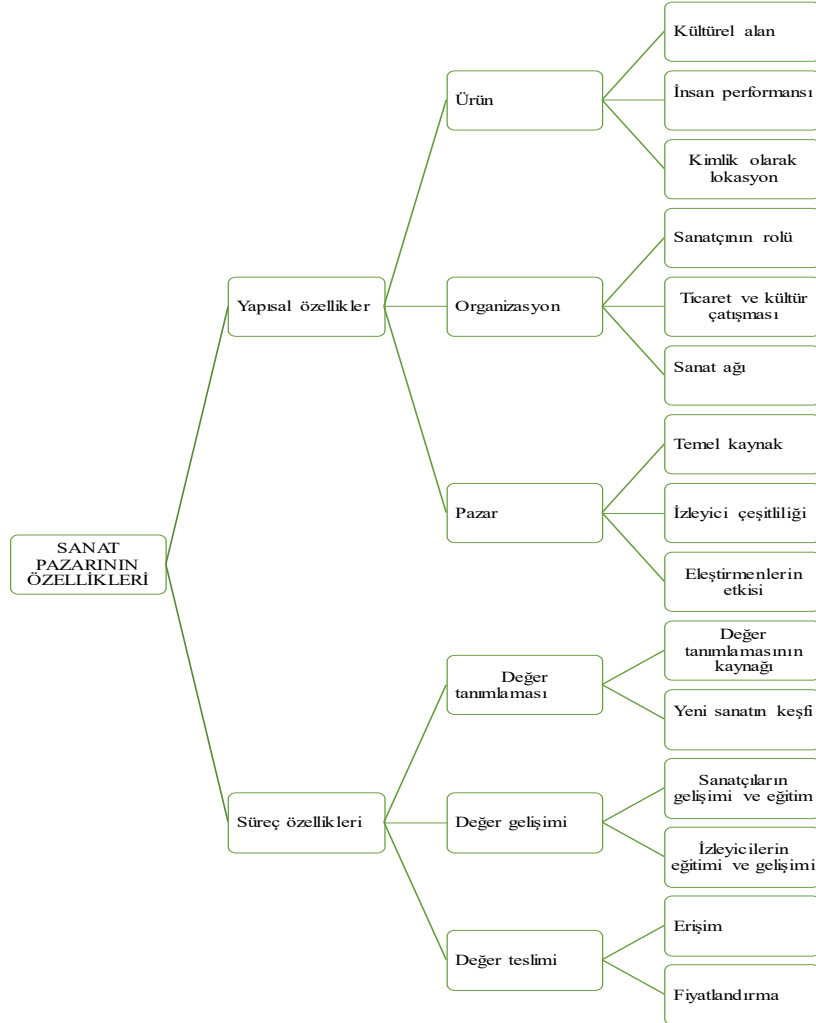 Kültürel alan
Ürün
İnsan performansı
Kimlik olarak
lokasyon
Sanatçının rolü
Yapısal özellikler
Organizasyon
Ticaret ve kültür
çatışması
Sanat ağı
Temel kaynak
Pazar
İzleyici çeşitliliği
Eleştirmenlerin
etkisi
SANAT
PAZARININ
ÖZELLİKLERİ
Değer
tanımlaması
Değer
tanımlamasının
kaynağı
Yeni sanatın keşfi
Süreç özellikleri
Değer gelişimi
Sanatçıların
gelişimi ve eğitim
İzleyicilerin
eğitimi ve gelişimi
Değer teslimi
Erişim
Fiyatlandırma